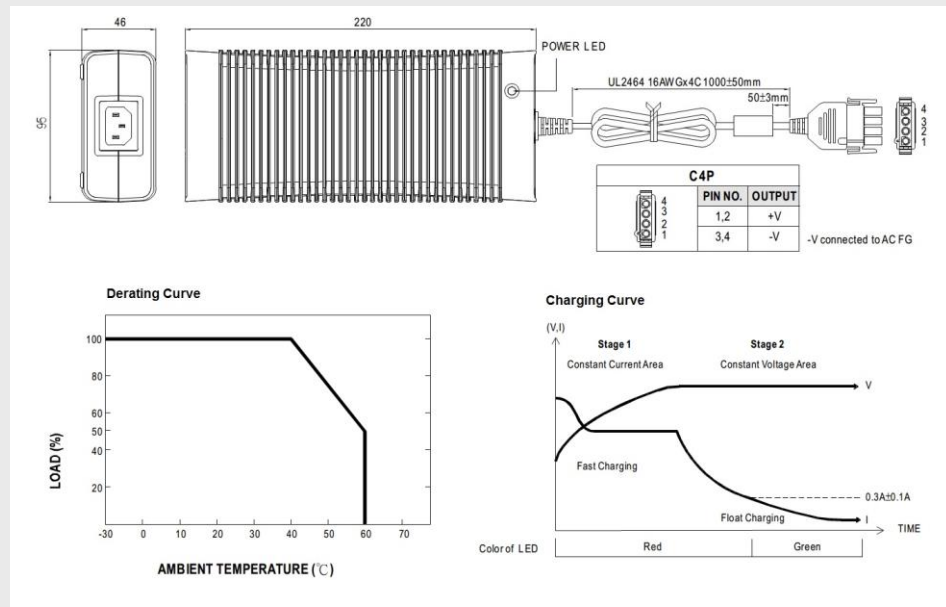 46
220
95
POWER LED
UL2464 16AWGx4C 1000±50mm
50±3mm
4
3
2
1
C4P
PIN NO. OUTPUT
4
3
2
1
1,2 +V
3,4 -V
-V connected to AC FG
Derating Curve
LOAD (%)
100
80
60
50
40
20
-30 0 10 20 30 40 50 60 70
AMBIENT TEMPERATURE (℃)
Charging Curve
(V,I)
Stage 1 Stage 2
Constant Current Area Constant Voltage Area
V
Fast Charging
0.3A±0.1A
Float Charging
I
TIME
Color of LED Red Green